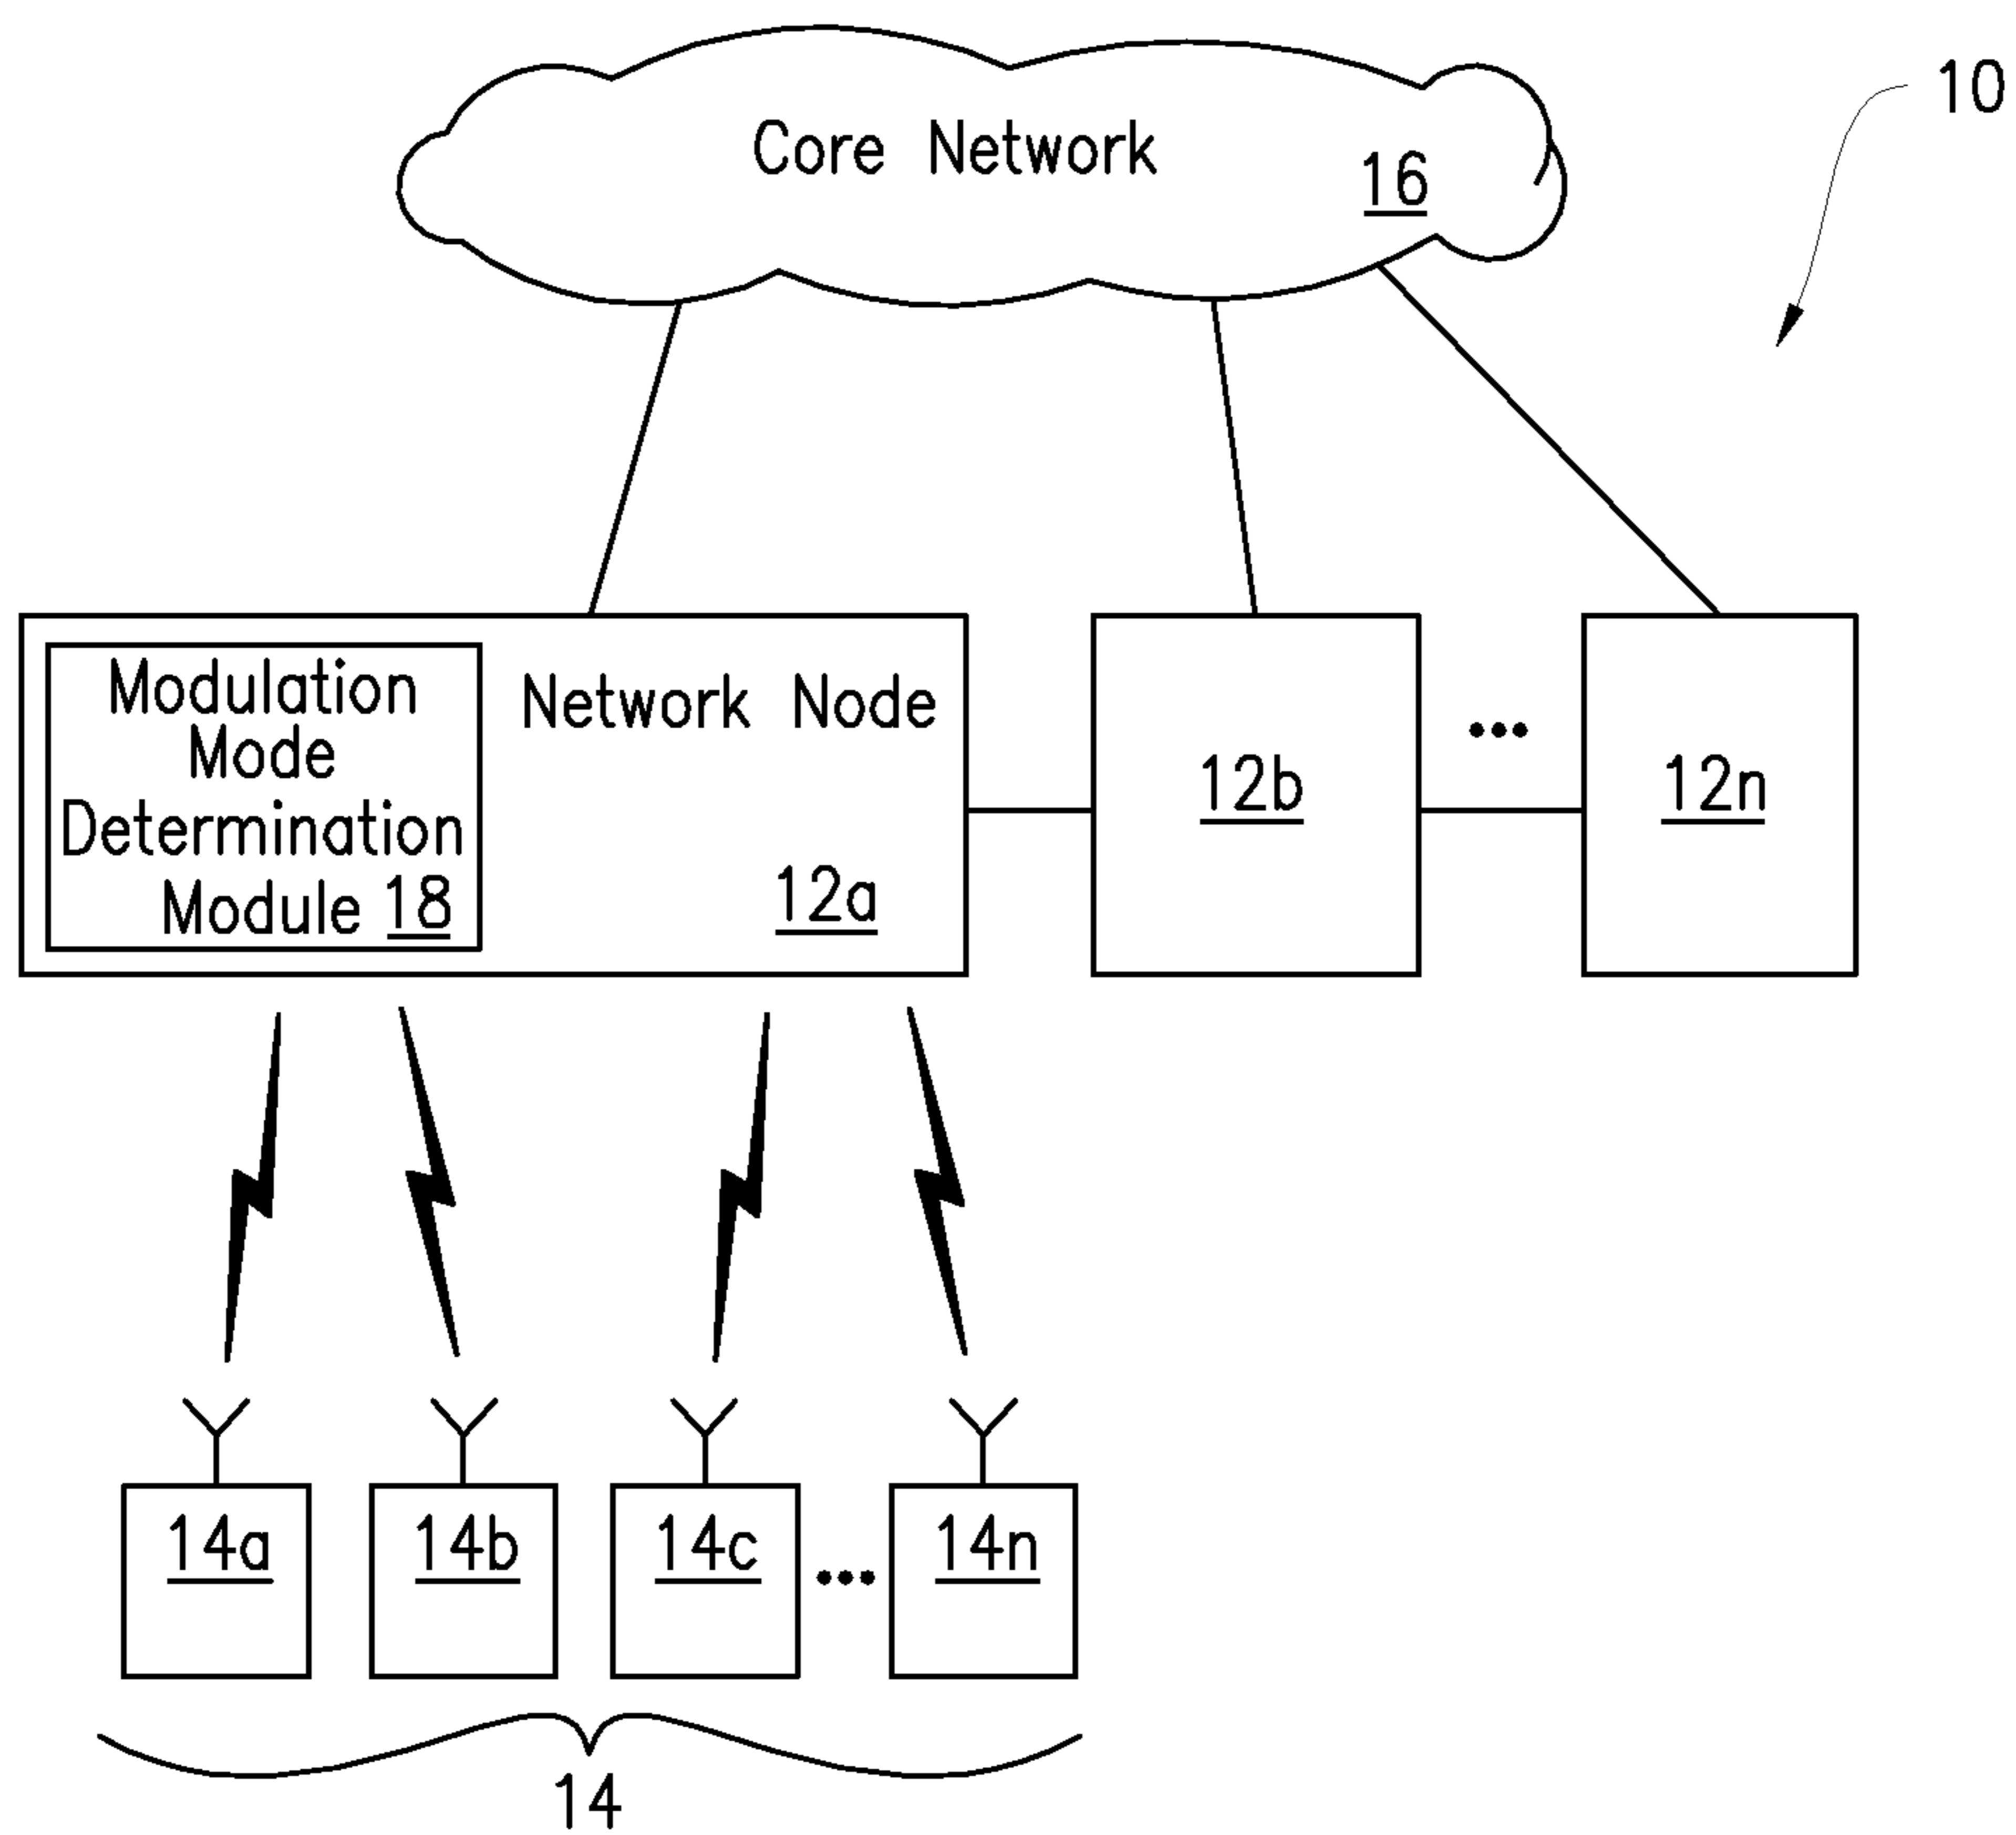 Core Network
16
10
Modulation
Mode
Determination
Module 18
Network Node
12a
12b
•••
12n
14a
14b
14c
•••
14n
14